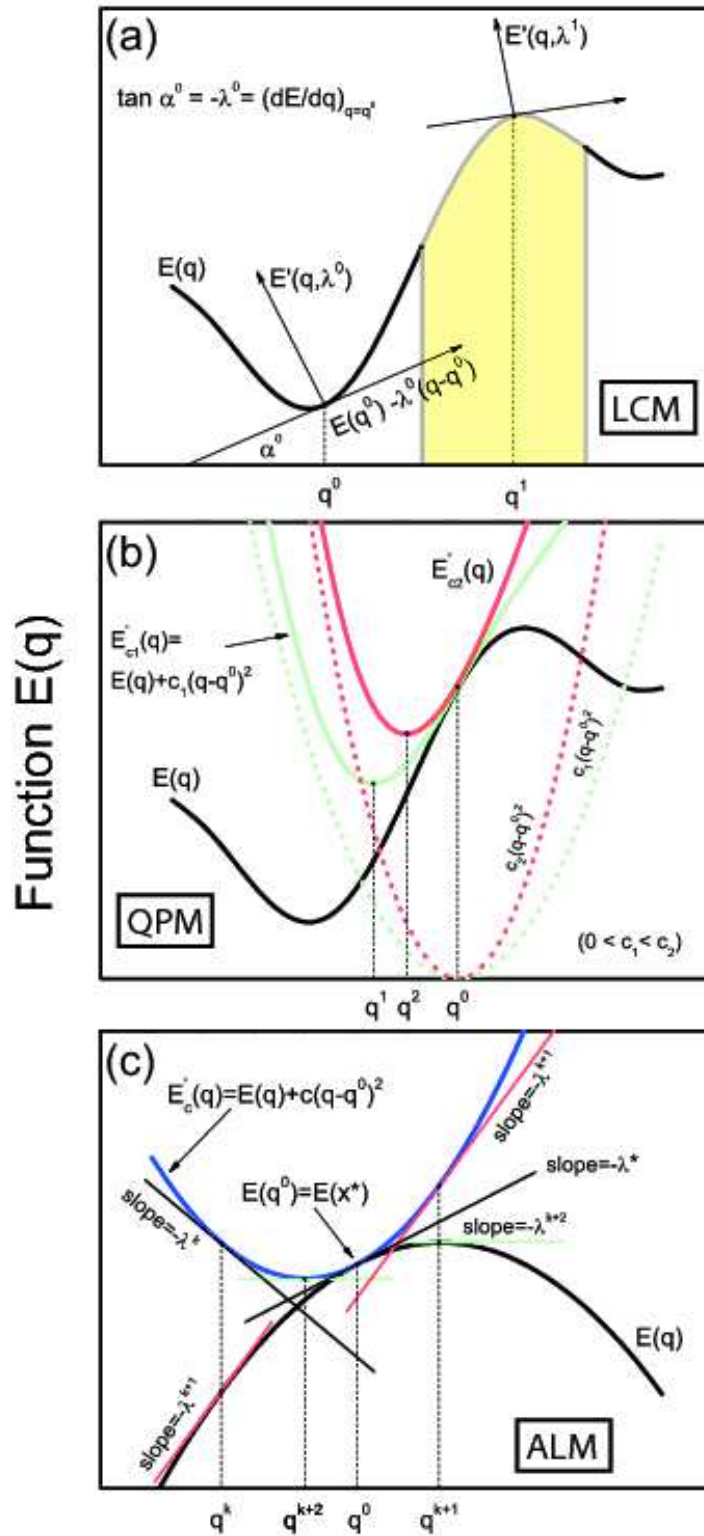 Function E(q)
(a)
E'(q,λ¹)
tan α⁰ = -λ⁰= (dE/dq)q=q⁰
E(q)
E'(q,λ⁰)
E(q⁰) -λ⁰(q-q⁰)
α⁰
LCM
q⁰ q¹
(b)
E'c2(q)
E'c1(q)=
E(q)+c₁(q-q⁰)²
E(q)
c₂(q-q⁰)²
c₁(q-q⁰)²
QPM
(0 < c₁ < c₂)
q¹ q² q⁰
(c)
E'c(q)=E(q)+c(q-q⁰)²
slope=-λᵏ⁺¹
E(q⁰)=E(x*)
slope=-λ*
slope=-λᵏ
slope=-λᵏ⁺²
E(q)
slope=-λᵏ⁺¹
ALM
qᵏ qᵏ⁺² q⁰ qᵏ⁺¹